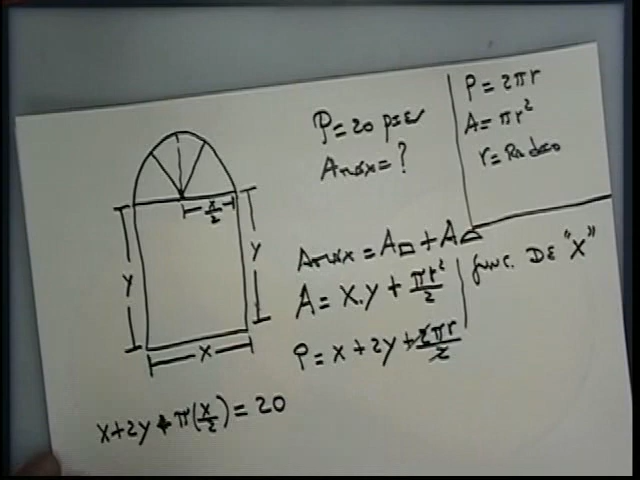 P = 20 pies
Amax = ?
P = 2πr
A = πr²
r = Radio
x/2
y
y
x
Amax = A□ + A⌓
A = x.y + πr²/2
func. DE "X"
P = x + 2y + 2πr/2
x + 2y + π(x/2) = 20